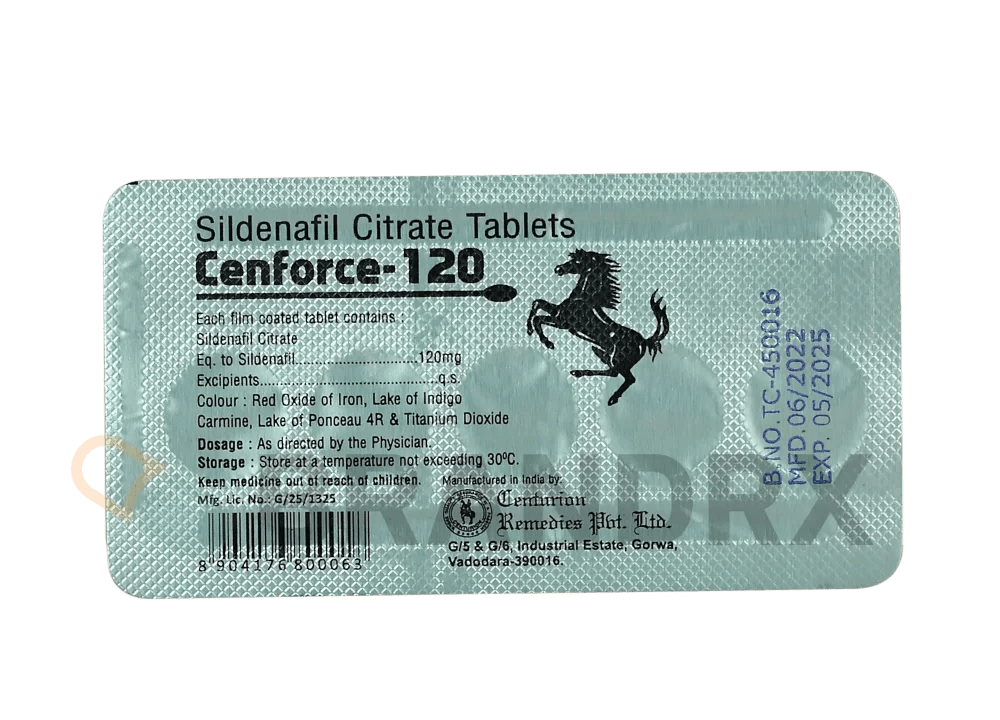 Sildenafil Citrate Tablets
Cenforce-120
Each film coated tablet contains :
Sildenafil Citrate
Eq. to Sildenafil..............................120mg
Excipients...........................................q.s.
Colour : Red Oxide of Iron, Lake of Indigo
Carmine, Lake of Ponceau 4R & Titanium Dioxide
Dosage : As directed by the Physician.
Storage : Store at a temperature not exceeding 30ºC.
Keep medicine out of reach of children.
Mfg. Lic. No.: G/25/1325
8 904176 800063
Manufactured in India by:
Centurion
Remedies Pvt. Ltd.
G/5 & G/6, Industrial Estate, Gorwa,
Vadodara-390016.
B.NO.TC-450016
MFD. 06/2022
EXP. 05/2025